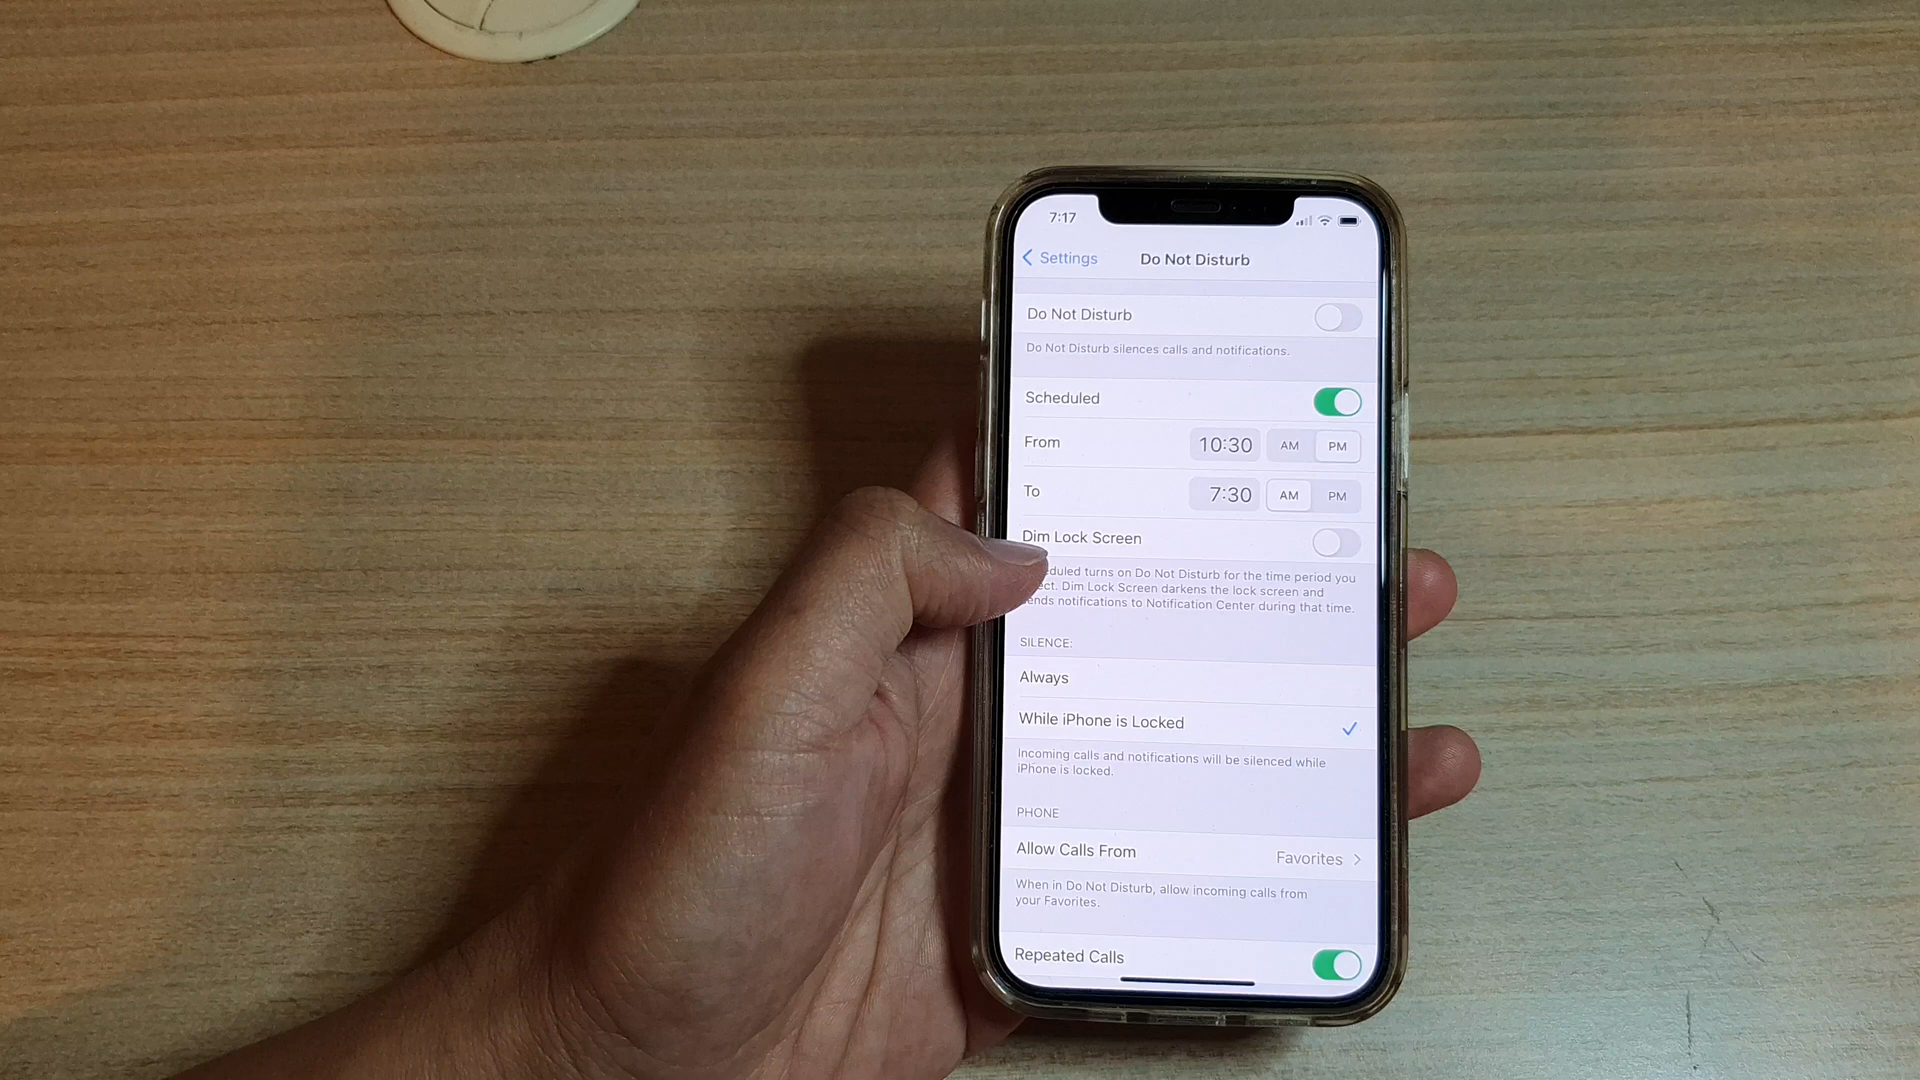 7:17
Settings
Do Not Disturb
Do Not Disturb
Do Not Disturb silences calls and notifications.
Scheduled
From 10:30 AM PM
To 7:30 AM PM
Dim Lock Screen
turns on Do Not Disturb for the time period you
Dim Lock Screen darkens the lock screen and
notifications to Notification Center during that time.
SILENCE:
Always
While iPhone is Locked
Incoming calls and notifications will be silenced while
iPhone is locked.
PHONE
Allow Calls From Favorites
When in Do Not Disturb, allow incoming calls from
your Favorites.
Repeated Calls